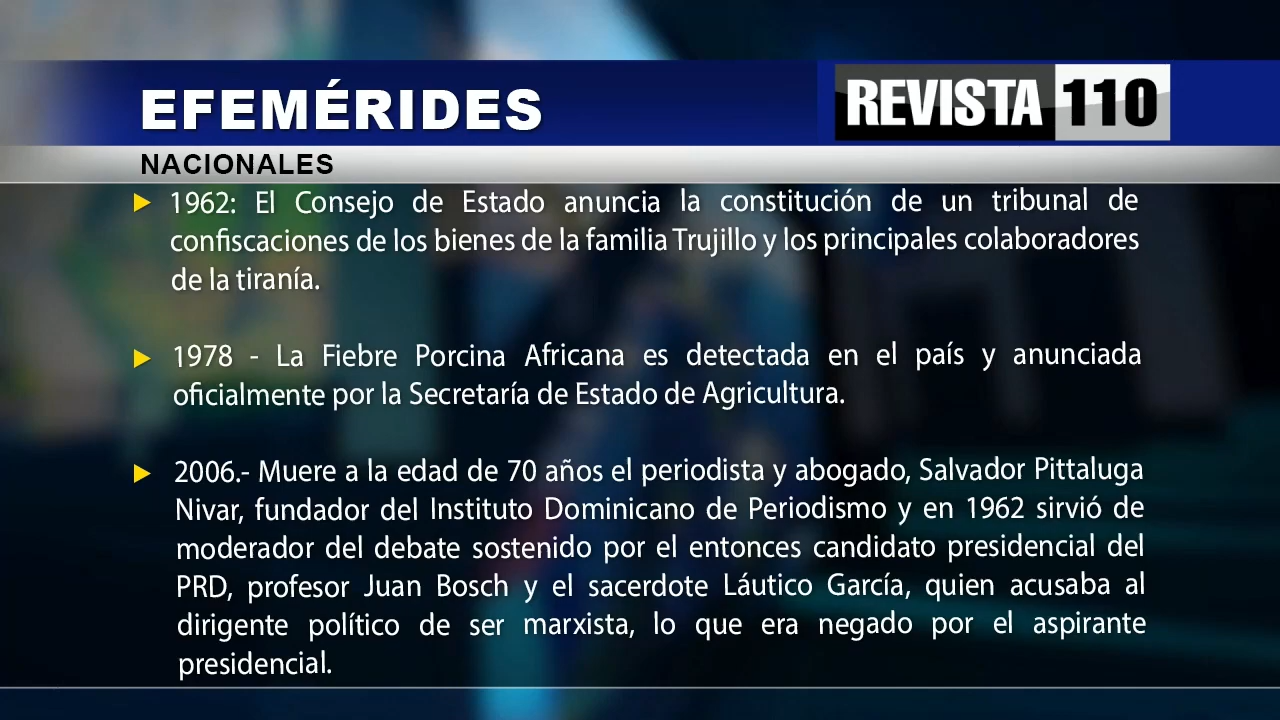 EFEMÉRIDES
REVISTA 110
NACIONALES
1962: El Consejo de Estado anuncia la constitución de un tribunal de
confiscaciones de los bienes de la familia Trujillo y los principales colaboradores
de la tiranía.
1978 - La Fiebre Porcina Africana es detectada en el país y anunciada
oficialmente por la Secretaría de Estado de Agricultura.
2006.- Muere a la edad de 70 años el periodista y abogado, Salvador Pittaluga
Nivar, fundador del Instituto Dominicano de Periodismo y en 1962 sirvió de
moderador del debate sostenido por el entonces candidato presidencial del
PRD, profesor Juan Bosch y el sacerdote Láutico García, quien acusaba al
dirigente político de ser marxista, lo que era negado por el aspirante
presidencial.